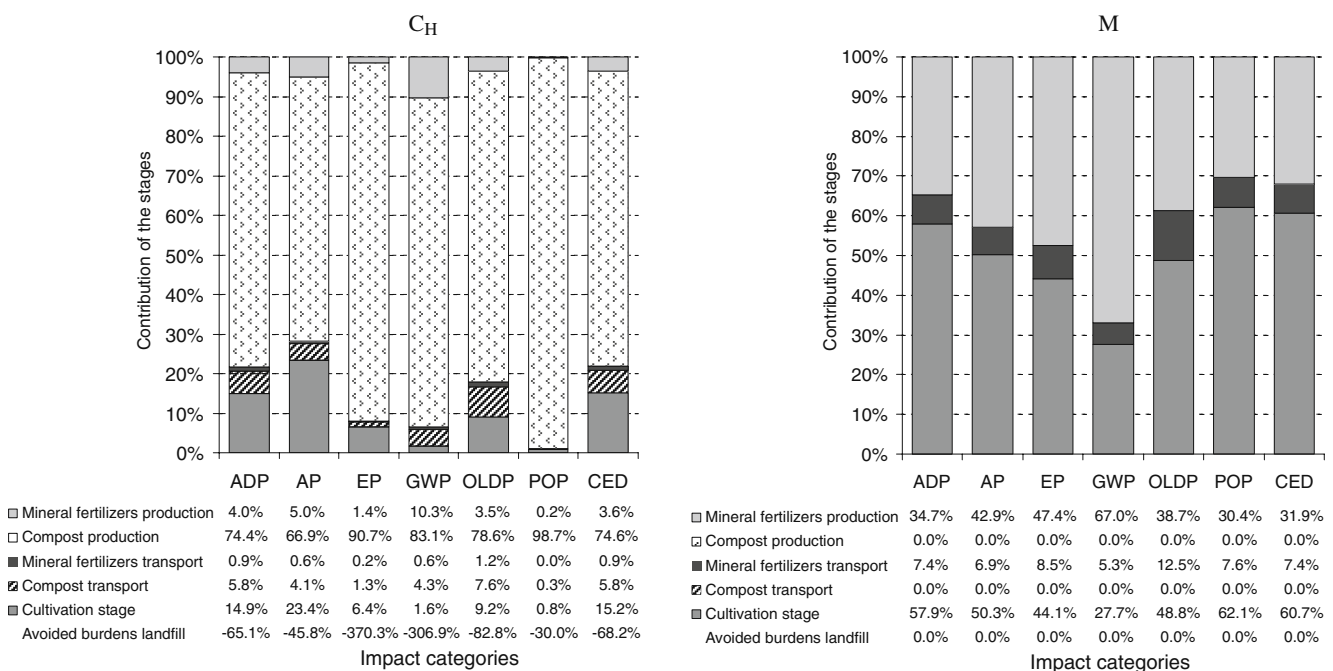 C_H
100%
90%
80%
70%
60%
50%
40%
30%
20%
10%
0%
Contribution of the stages
ADP AP EP GWP OLDP POP CED
Mineral fertilizers production 4.0% 5.0% 1.4% 10.3% 3.5% 0.2% 3.6%
Compost production 74.4% 66.9% 90.7% 83.1% 78.6% 98.7% 74.6%
Mineral fertilizers transport 0.9% 0.6% 0.2% 0.6% 1.2% 0.0% 0.9%
Compost transport 5.8% 4.1% 1.3% 4.3% 7.6% 0.3% 5.8%
Cultivation stage 14.9% 23.4% 6.4% 1.6% 9.2% 0.8% 15.2%
Avoided burdens landfill -65.1% -45.8% -370.3% -306.9% -82.8% -30.0% -68.2%
Impact categories
M
100%
90%
80%
70%
60%
50%
40%
30%
20%
10%
0%
Contribution of the stages
ADP AP EP GWP OLDP POP CED
Mineral fertilizers production 34.7% 42.9% 47.4% 67.0% 38.7% 30.4% 31.9%
Compost production 0.0% 0.0% 0.0% 0.0% 0.0% 0.0% 0.0%
Mineral fertilizers transport 7.4% 6.9% 8.5% 5.3% 12.5% 7.6% 7.4%
Compost transport 0.0% 0.0% 0.0% 0.0% 0.0% 0.0% 0.0%
Cultivation stage 57.9% 50.3% 44.1% 27.7% 48.8% 62.1% 60.7%
Avoided burdens landfill 0.0% 0.0% 0.0% 0.0% 0.0% 0.0% 0.0%
Impact categories